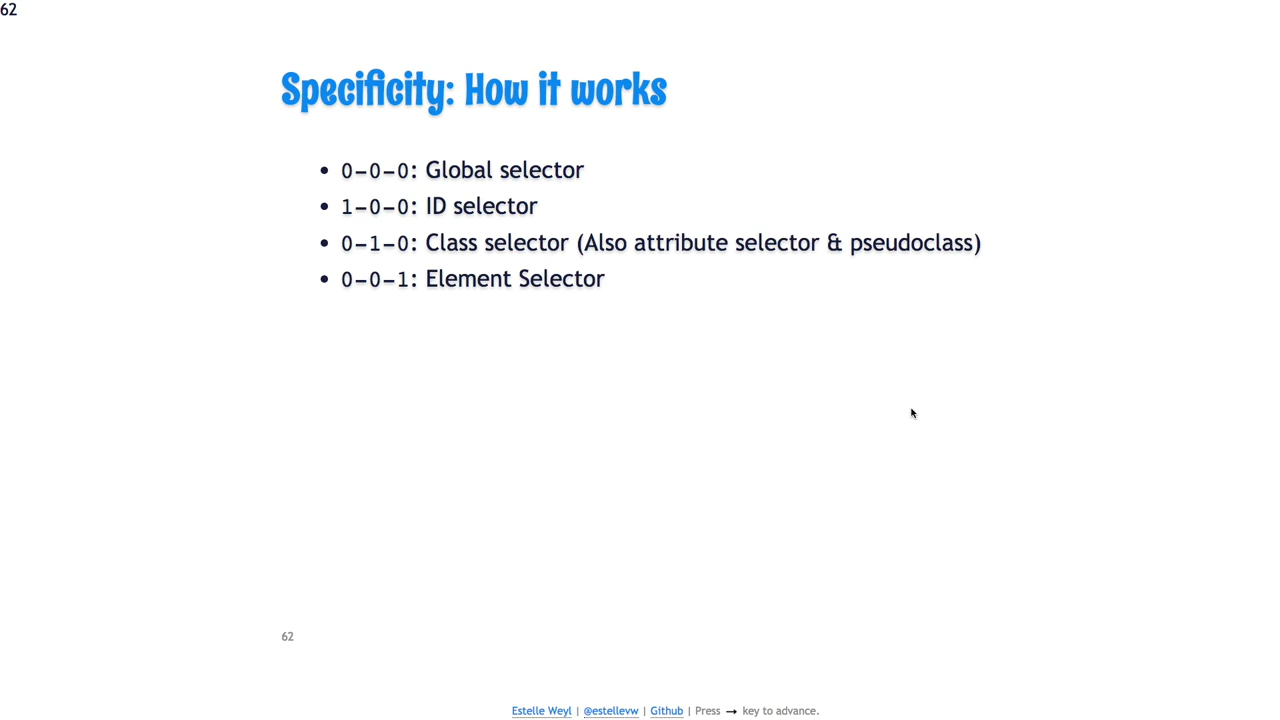 62
Specificity: How it works
• 0-0-0: Global selector
• 1-0-0: ID selector
• 0-1-0: Class selector (Also attribute selector & pseudoclass)
• 0-0-1: Element Selector
62
Estelle Weyl | @estellevw | Github | Press → key to advance.